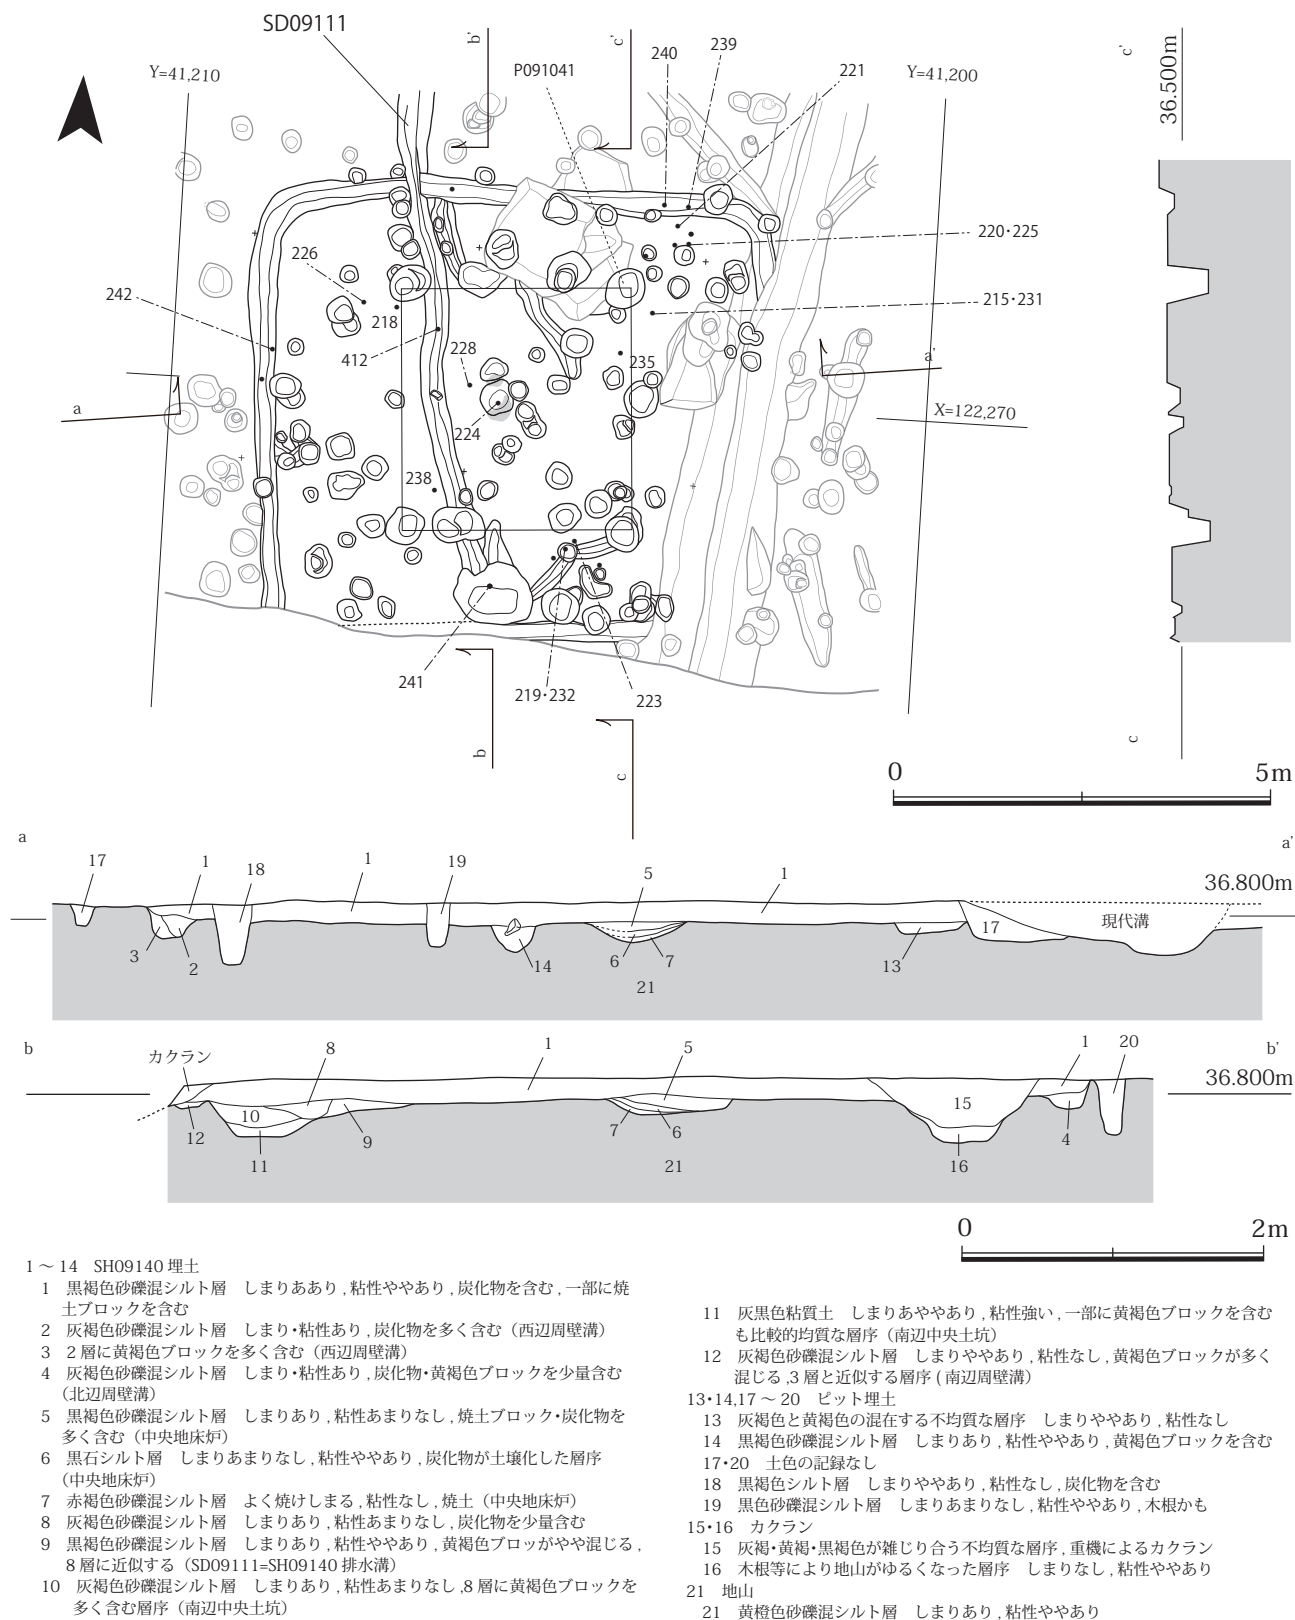 SD09111
b'
c'
239
240
P091041
221
Y=41,210
Y=41,200
c'
36.500m
220・225
226
242
218
215・231
412
228
235
a'
a
X=122,270
224
238
241
219・232
223
b
c
c
0 5m
a
a'
17 1 18 1 19 5 1
36.800m
現代溝
17
3 2 14 6 7 13
21
b
b'
カクラン
8 1 5 1 20
36.800m
10 15
12 11 9 7 6 21 16 4
0 2m
1～14 SH09140埋土
1 黒褐色砂礫混シルト層 しまりああり,粘性ややあり,炭化物を含む,一部に焼
土ブロックを含む
2 灰褐色砂礫混シルト層 しまり・粘性あり,炭化物を多く含む（西辺周壁溝）
3 2層に黄褐色ブロックを多く含む（西辺周壁溝）
4 灰褐色砂礫混シルト層 しまり・粘性あり,炭化物・黄褐色ブロックを少量含む
（北辺周壁溝）
5 黒褐色砂礫混シルト層 しまりあり,粘性あまりなし,焼土ブロック・炭化物を
多く含む（中央地床炉）
6 黒石シルト層 しまりあまりなし,粘性ややあり,炭化物が土壌化した層序
（中央地床炉）
7 赤褐色砂礫混シルト層 よく焼けしまる,粘性なし,焼土（中央地床炉）
8 灰褐色砂礫混シルト層 しまりあり,粘性あまりなし,炭化物を少量含む
9 黒褐色砂礫混シルト層 しまりあり,粘性ややあり,黄褐色ブロッがやや混じる,
8層に近似する（SD09111=SH09140排水溝）
10 灰褐色砂礫混シルト層 しまりあり,粘性あまりなし,8層に黄褐色ブロックを
多く含む層序（南辺中央土坑）
11 灰黒色粘質土 しまりあややあり,粘性強い,一部に黄褐色ブロックを含む
も比較的均質な層序（南辺中央土坑）
12 灰褐色砂礫混シルト層 しまりややあり,粘性なし,黄褐色ブロックが多く
混じる,3層と近似する層序(南辺周壁溝）
13・14,17～20 ピット埋土
13 灰褐色と黄褐色の混在する不均質な層序 しまりややあり,粘性なし
14 黒褐色砂礫混シルト層 しまりあり,粘性ややあり,黄褐色ブロックを含む
17・20 土色の記録なし
18 黒褐色シルト層 しまりややあり,粘性なし,炭化物を含む
19 黒色砂礫混シルト層 しまりあまりなし,粘性ややあり,木根かも
15・16 カクラン
15 灰褐・黄褐・黒褐色が雑じり合う不均質な層序,重機によるカクラン
16 木根等により地山がゆるくなった層序 しまりなし,粘性ややあり
21 地山
21 黄橙色砂礫混シルト層 しまりあり,粘性ややあり